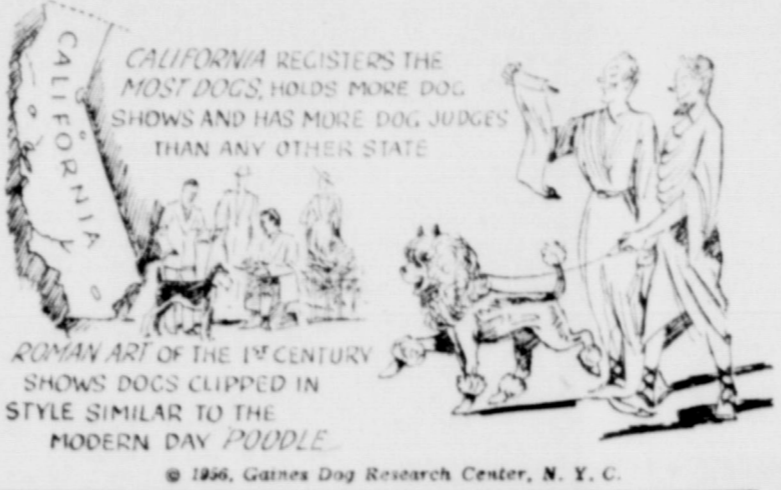 CALIFORNIA
CALIFORNIA REGISTERS THE
MOST DOGS, HOLDS MORE DOG
SHOWS AND HAS MORE DOG JUDGES
THAN ANY OTHER STATE
ROMAN ART OF THE 1ST CENTURY
SHOWS DOGS CLIPPED IN
STYLE SIMILAR TO THE
MODERN DAY POODLE
© 1956, Gaines Dog Research Center, N. Y. C.